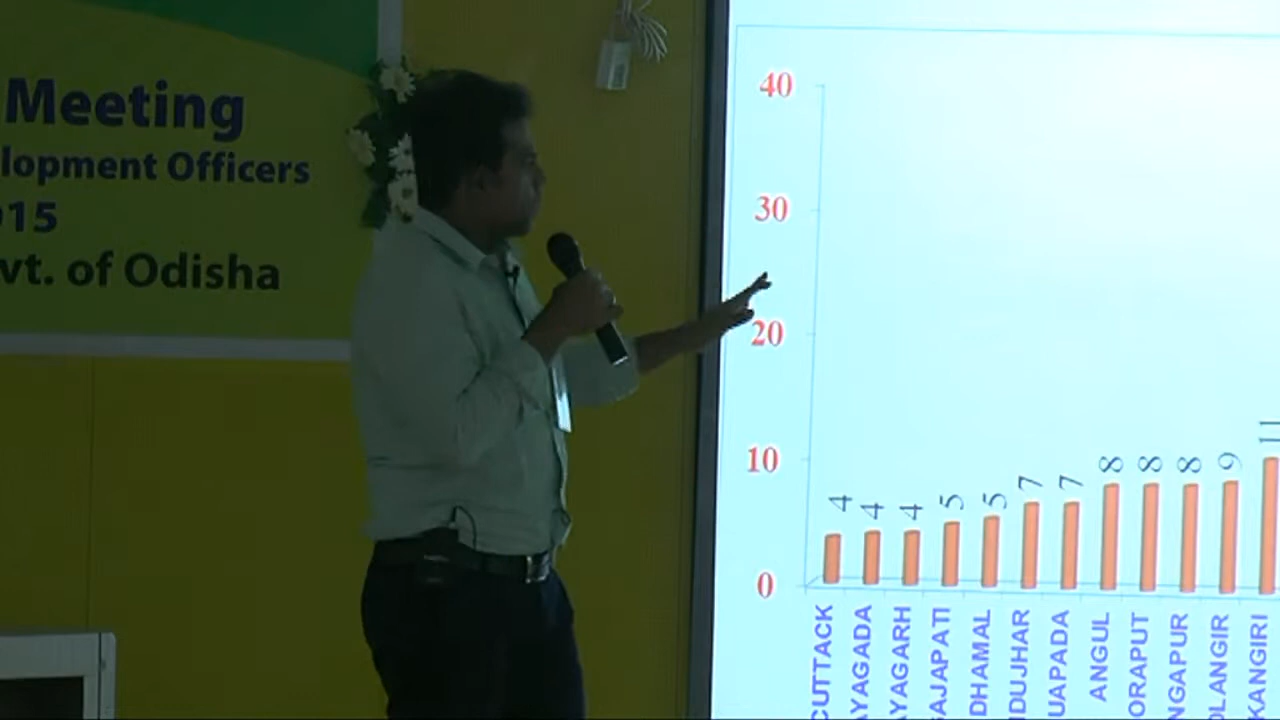 Meeting
lopment Officers
015
vt. of Odisha
40
30
20
10
0
4 4 4 5 5 7 7 8 8 8 9 11
CUTTACK
AYAGADA
AYAGARH
GAJAPATI
DHAMAL
NDUJHAR
UAPADA
ANGUL
ORAPUT
NGAPUR
OLANGIR
KANGIRI